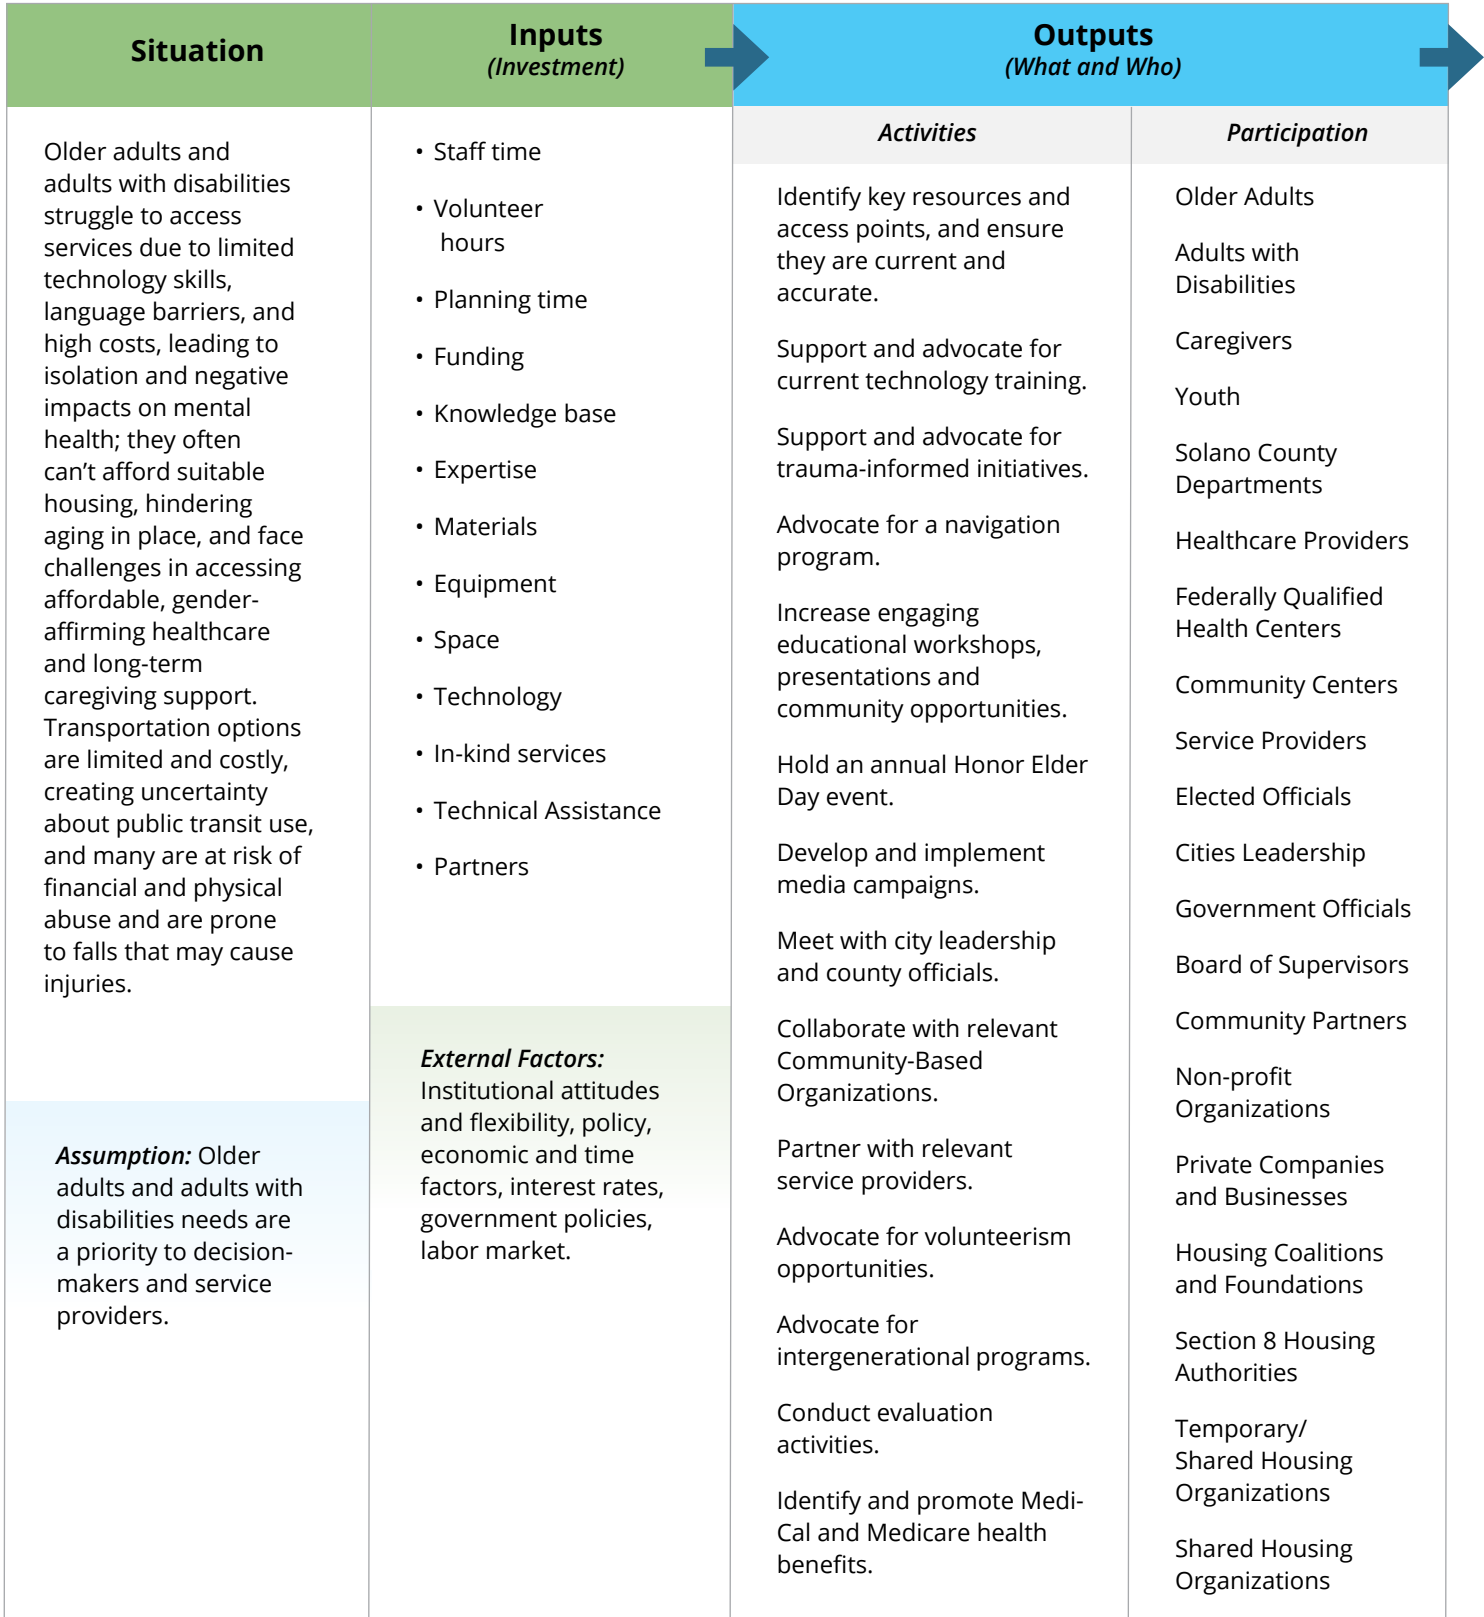 Situation
Older adults and
adults with disabilities
struggle to access
services due to limited
technology skills,
language barriers, and
high costs, leading to
isolation and negative
impacts on mental
health; they often
can’t afford suitable
housing, hindering
aging in place, and face
challenges in accessing
affordable, gender-
affirming healthcare
and long-term
caregiving support.
Transportation options
are limited and costly,
creating uncertainty
about public transit use,
and many are at risk of
financial and physical
abuse and are prone
to falls that may cause
injuries.
Assumption: Older
adults and adults with
disabilities needs are
a priority to decision-
makers and service
providers.
Inputs
(Investment)
• Staff time
• Volunteer
hours
• Planning time
• Funding
• Knowledge base
• Expertise
• Materials
• Equipment
• Space
• Technology
• In-kind services
• Technical Assistance
• Partners
External Factors:
Institutional attitudes
and flexibility, policy,
economic and time
factors, interest rates,
government policies,
labor market.
Outputs
(What and Who)
Activities
Identify key resources and
access points, and ensure
they are current and
accurate.
Support and advocate for
current technology training.
Support and advocate for
trauma-informed initiatives.
Advocate for a navigation
program.
Increase engaging
educational workshops,
presentations and
community opportunities.
Hold an annual Honor Elder
Day event.
Develop and implement
media campaigns.
Meet with city leadership
and county officials.
Collaborate with relevant
Community-Based
Organizations.
Partner with relevant
service providers.
Advocate for volunteerism
opportunities.
Advocate for
intergenerational programs.
Conduct evaluation
activities.
Identify and promote Medi-
Cal and Medicare health
benefits.
Participation
Older Adults
Adults with
Disabilities
Caregivers
Youth
Solano County
Departments
Healthcare Providers
Federally Qualified
Health Centers
Community Centers
Service Providers
Elected Officials
Cities Leadership
Government Officials
Board of Supervisors
Community Partners
Non-profit
Organizations
Private Companies
and Businesses
Housing Coalitions
and Foundations
Section 8 Housing
Authorities
Temporary/
Shared Housing
Organizations
Shared Housing
Organizations